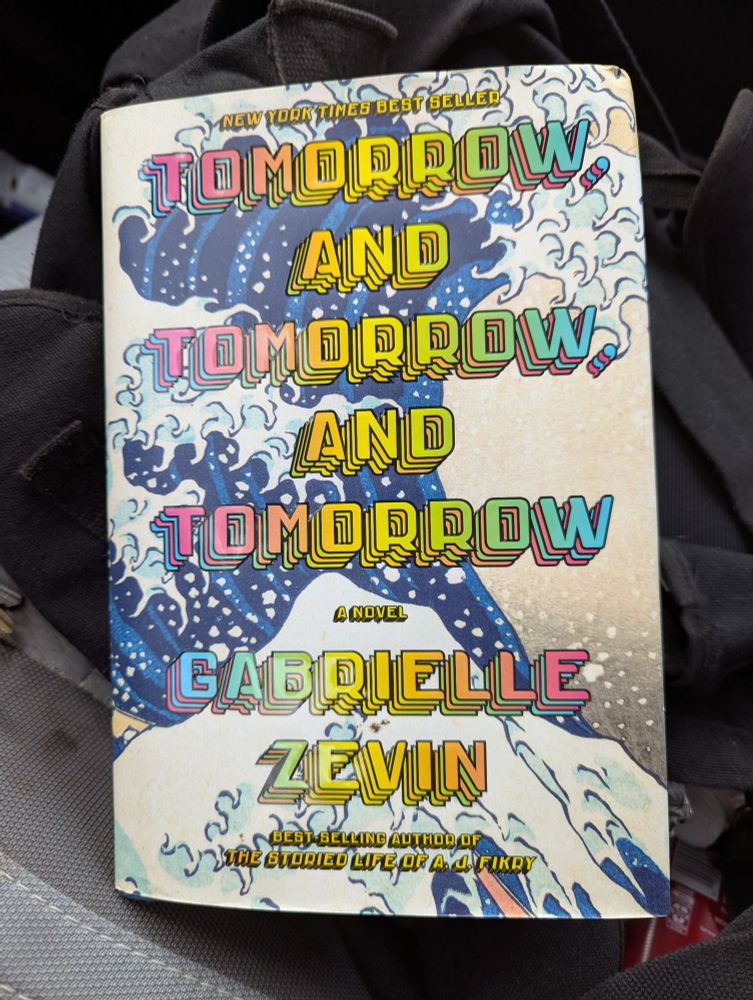 NEW YORK TIMES BEST SELLER
TOMORROW,
AND
TOMORROW,
AND
TOMORROW
A NOVEL
GABRIELLE
ZEVIN
BEST-SELLING AUTHOR OF
THE STORIED LIFE OF A. J. FIKRY